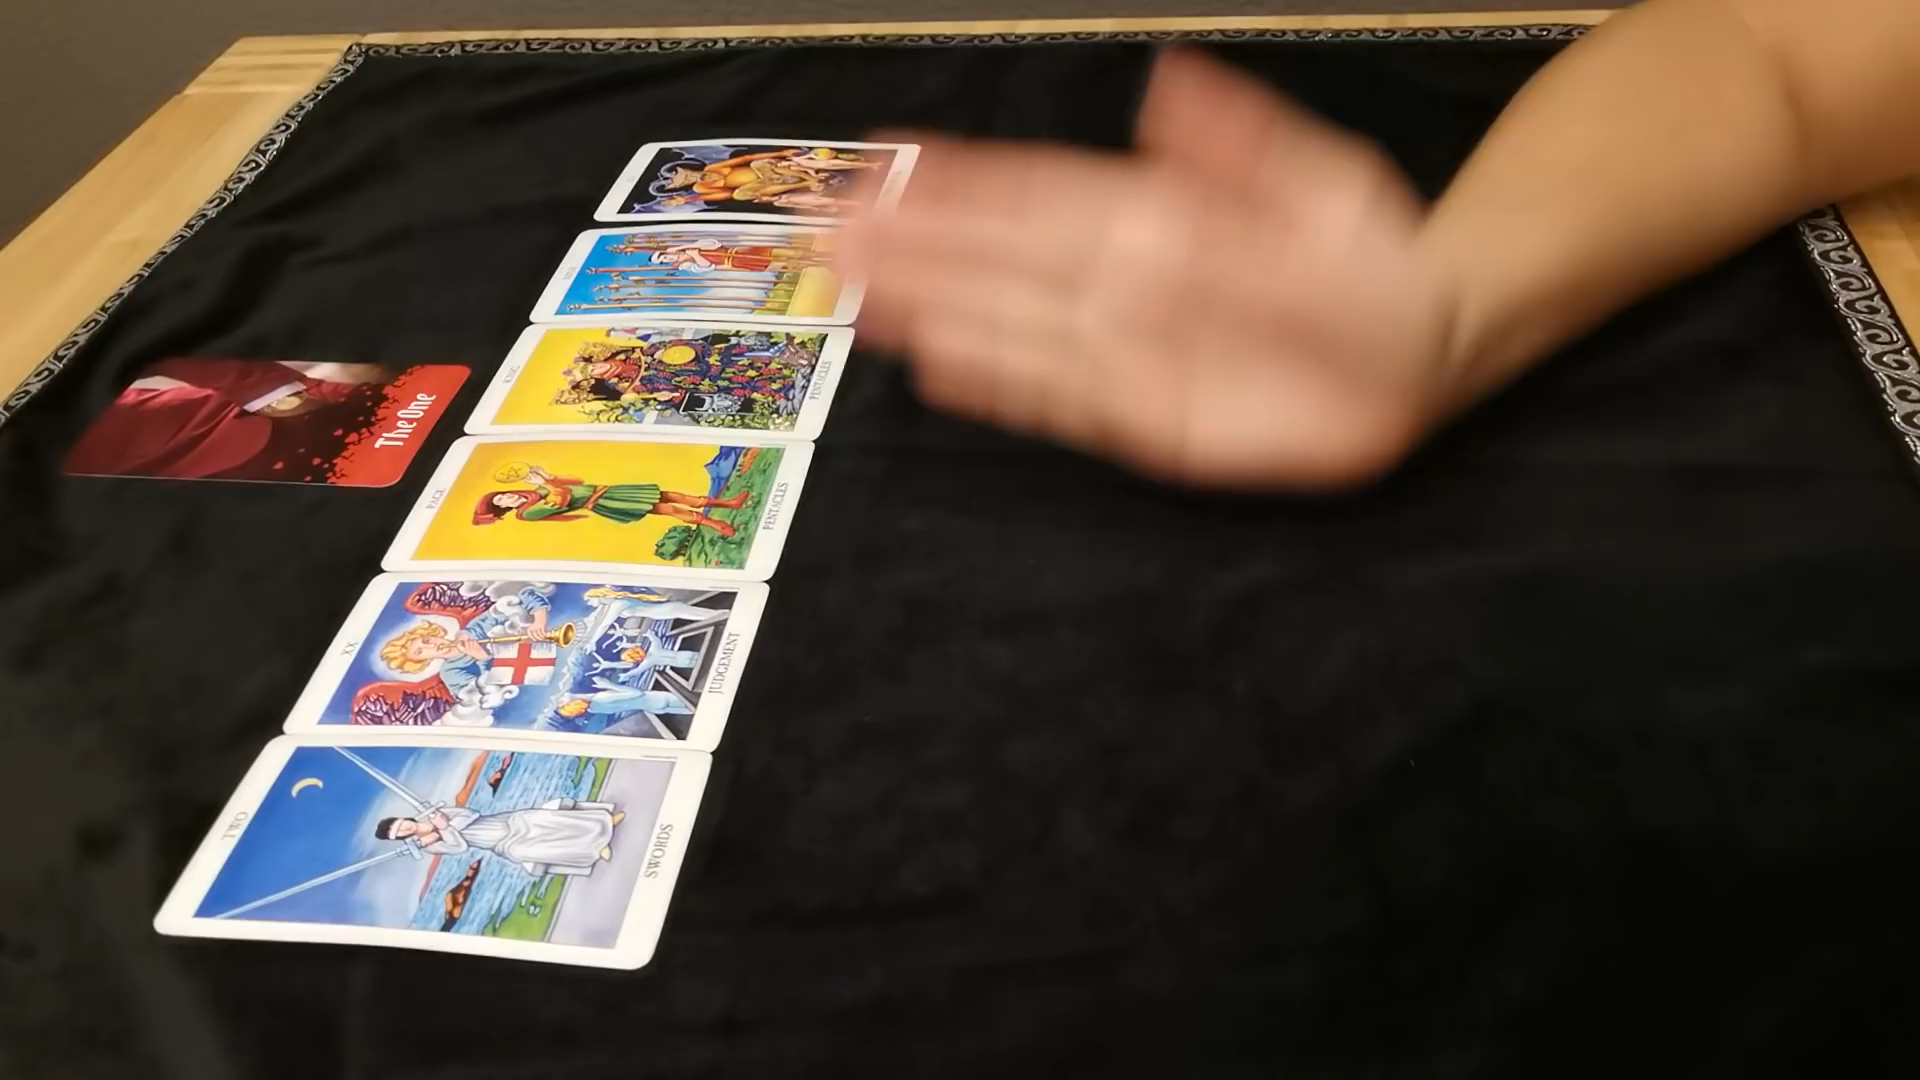 The One
KING
PENTACLES
PAGE
PENTACLES
XX
JUDGEMENT
TWO
SWORDS